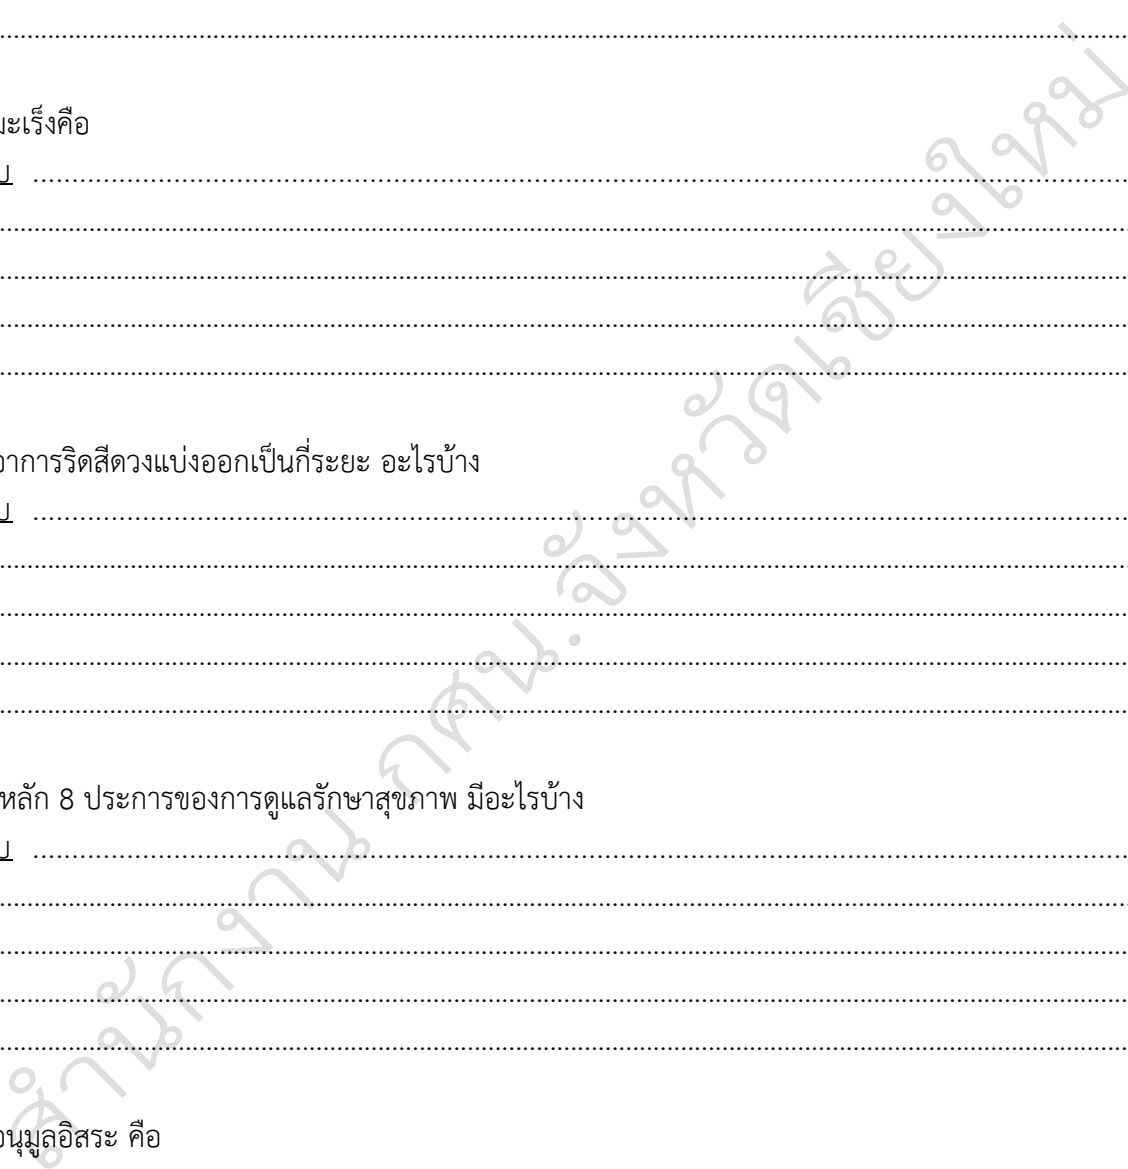 มะเร็งคือ
อาการริดสีดวงแบ่งออกเป็นกี่ระยะ อะไรบ้าง
หลัก 8 ประการของการดูแลรักษาสุขภาพ มีอะไรบ้าง
อนุมูลอิสระ คือ
สำนักงาน กศน.จังหวัดเชียงใหม่